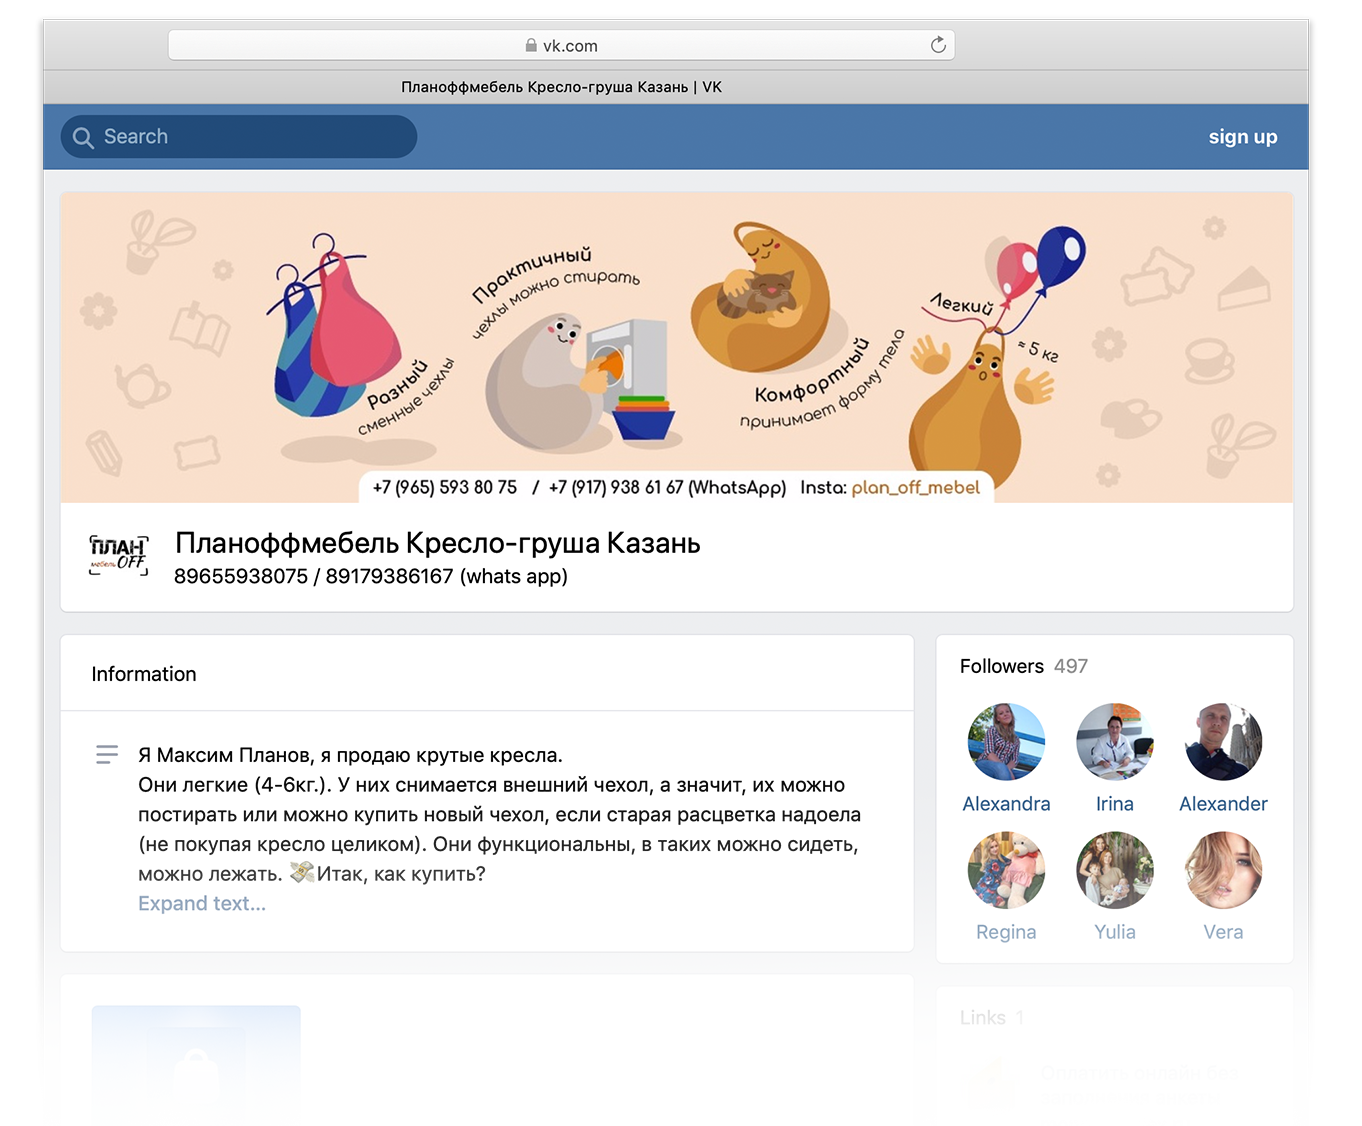 vk.com
Планоффмебель Кресло-груша Казань | VK
Search
sign up
Разный
сменные чехлы
Практичный
чехлы можно стирать
Комфортный
принимает форму тела
Легкий
≈ 5 кг
+7 (965) 593 80 75 / +7 (917) 938 61 67 (WhatsApp) Insta: plan_off_mebel
ПЛАН
мебель OFF
Планоффмебель Кресло-груша Казань
89655938075 / 89179386167 (whats app)
Information
Я Максим Планов, я продаю крутые кресла.
Они легкие (4-6кг.). У них снимается внешний чехол, а значит, их можно
постирать или можно купить новый чехол, если старая расцветка надоела
(не покупая кресло целиком). Они функциональны, в таких можно сидеть,
можно лежать. 💸Итак, как купить?
Expand text...
Followers 497
Alexandra Irina Alexander
Regina Yulia Vera
Links 1